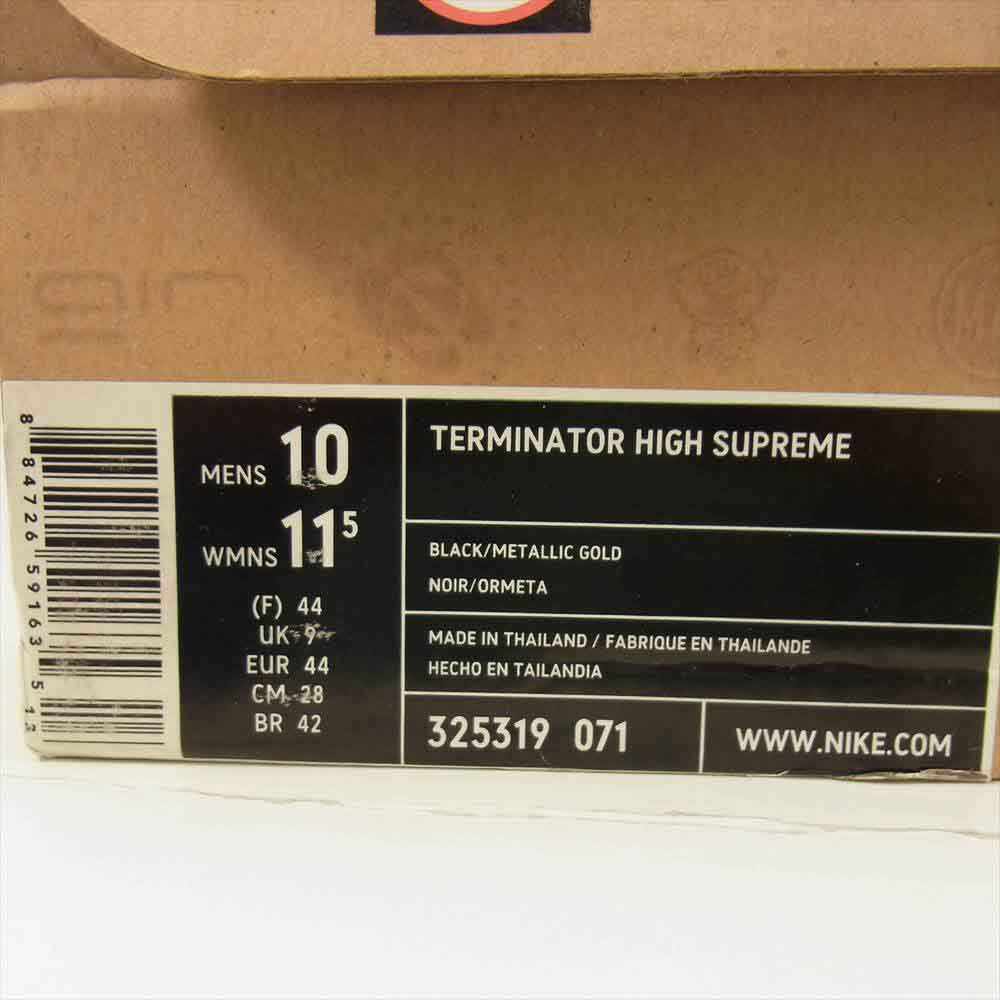 air
8 84726 59163 5 13
MENS 10
WMNS 11 5
(F) 44
UK 9
EUR 44
CM 28
BR 42
TERMINATOR HIGH SUPREME
BLACK/METALLIC GOLD
NOIR/ORMETA
MADE IN THAILAND / FABRIQUE EN THAILANDE
HECHO EN TAILANDIA
325319 071
WWW.NIKE.COM